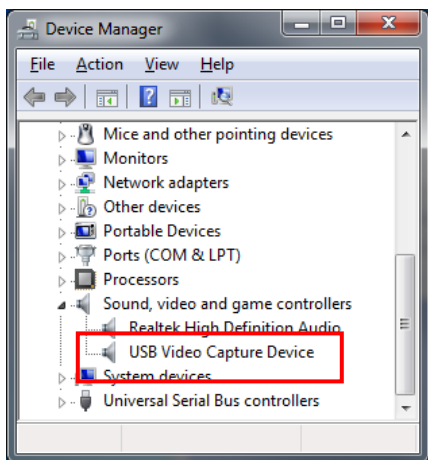 Device Manager
File Action View Help
Mice and other pointing devices
Monitors
Network adapters
Other devices
Portable Devices
Ports (COM & LPT)
Processors
Sound, video and game controllers
Realtek High Definition Audio
USB Video Capture Device
System devices
Universal Serial Bus controllers